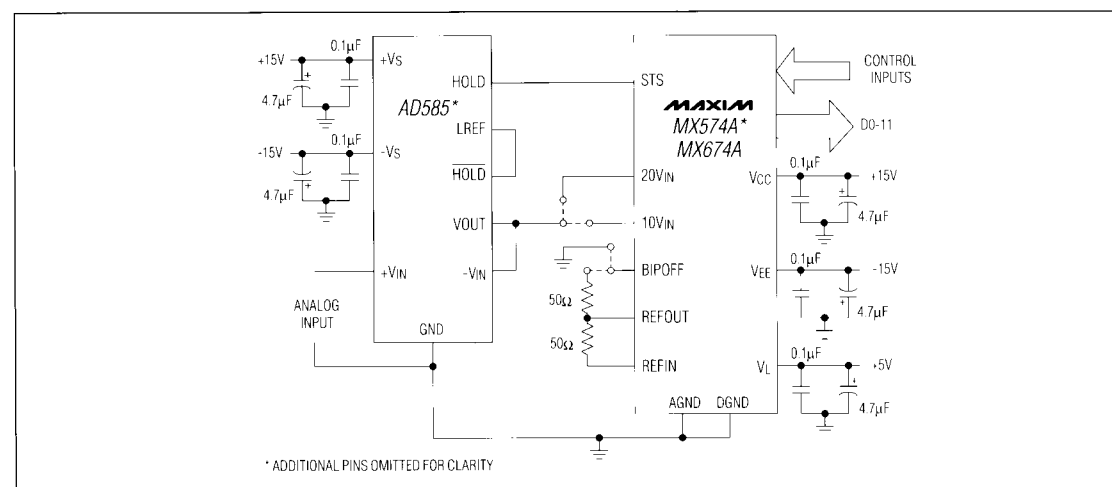 +15V
0.1µF
4.7µF
-15V
0.1µF
4.7µF
ANALOG
INPUT
+VS
-VS
+VIN
AD585*
HOLD
LREF
HOLD
VOUT
-VIN
GND
50Ω
50Ω
STS
20VIN
10VIN
BIPOFF
REFOUT
REFIN
MAXIM
MX574A*
MX674A
VCC
VEE
VL
AGND
DGND
CONTROL
INPUTS
D0-11
0.1µF
+15V
4.7µF
0.1µF
-15V
4.7µF
0.1µF
+5V
4.7µF
* ADDITIONAL PINS OMITTED FOR CLARITY